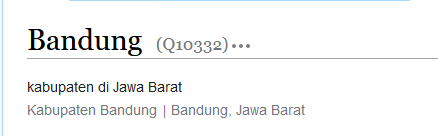 Bandung (Q10332)•••
kabupaten di Jawa Barat
Kabupaten Bandung | Bandung, Jawa Barat